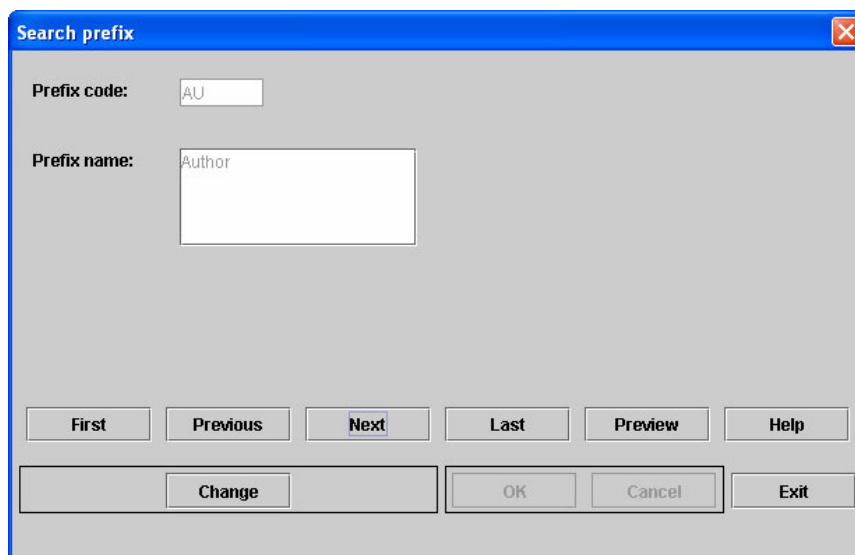 Search prefix
Prefix code: AU
Prefix name: Author
First Previous Next Last Preview Help
Change OK Cancel Exit